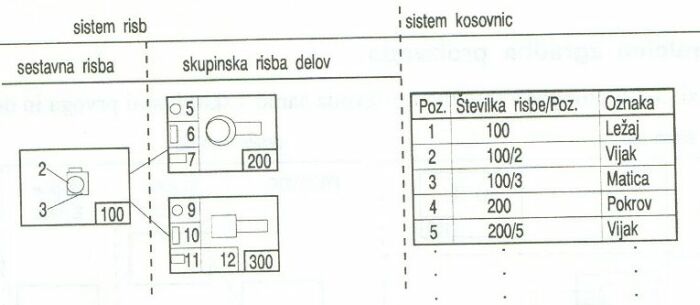 sistem risb
sistem kosovnic
sestavna risba
skupinska risba delov
2
3
100
5
6
7
200
9
10
11
12
300
Poz. Številka risbe/Poz. Oznaka
1 100 Ležaj
2 100/2 Vijak
3 100/3 Matica
4 200 Pokrov
5 200/5 Vijak